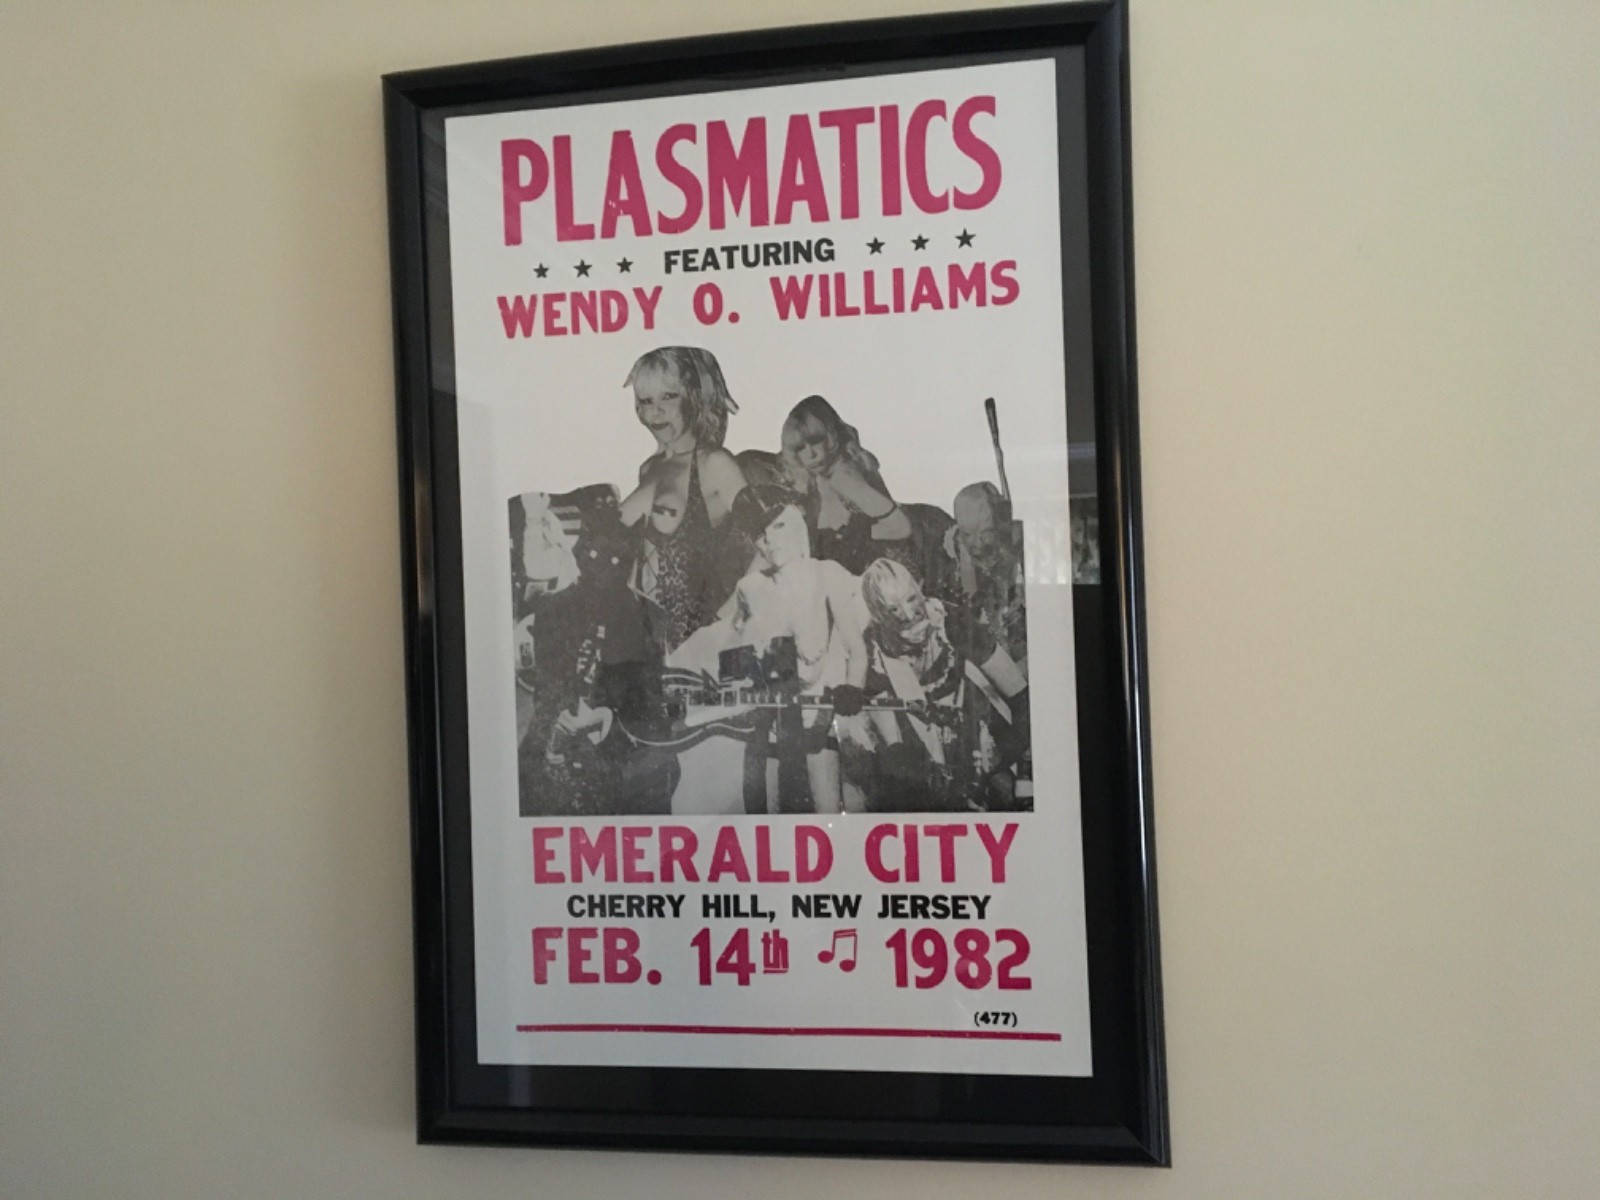 PLASMATICS
★ ★ ★ FEATURING ★ ★ ★
WENDY O. WILLIAMS
EMERALD CITY
CHERRY HILL, NEW JERSEY
FEB. 14th ♫ 1982
(477)